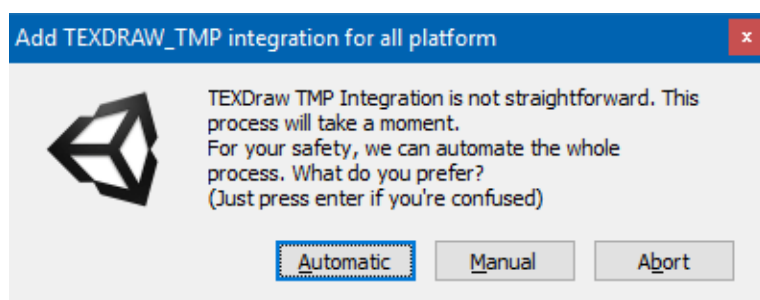 Add TEXDRAW_TMP integration for all platform
x
TEXDraw TMP Integration is not straightforward. This
process will take a moment.
For your safety, we can automate the whole
process. What do you prefer?
(Just press enter if you're confused)
Automatic Manual Abort